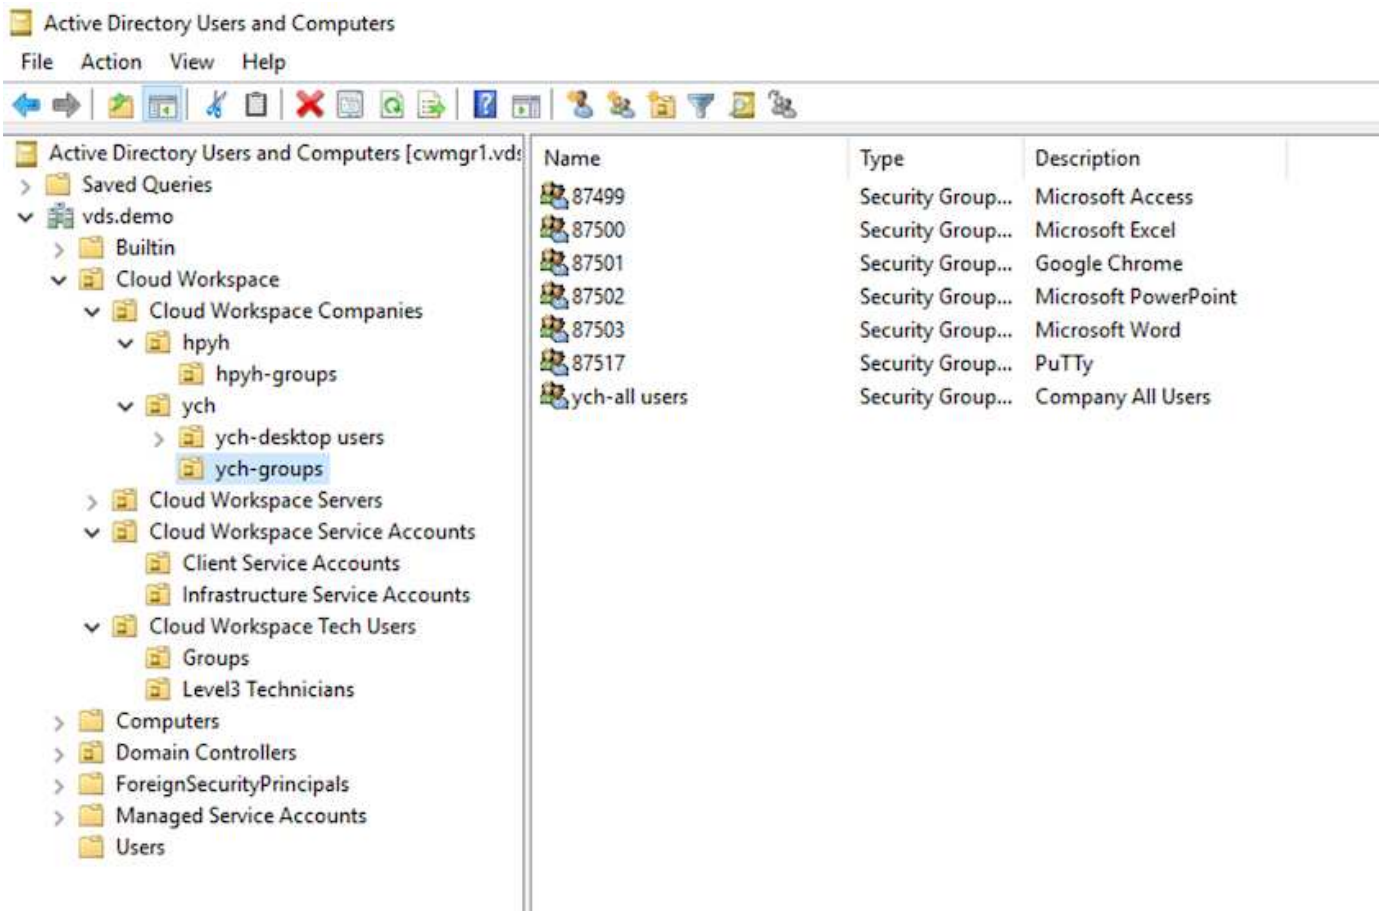 Active Directory Users and Computers
File Action View Help
Active Directory Users and Computers [cwmgr1.vds
Saved Queries
vds.demo
Builtin
Cloud Workspace
Cloud Workspace Companies
hpyh
hpyh-groups
ych
ych-desktop users
ych-groups
Cloud Workspace Servers
Cloud Workspace Service Accounts
Client Service Accounts
Infrastructure Service Accounts
Cloud Workspace Tech Users
Groups
Level3 Technicians
Computers
Domain Controllers
ForeignSecurityPrincipals
Managed Service Accounts
Users
Name Type Description
87499 Security Group... Microsoft Access
87500 Security Group... Microsoft Excel
87501 Security Group... Google Chrome
87502 Security Group... Microsoft PowerPoint
87503 Security Group... Microsoft Word
87517 Security Group... PuTTy
ych-all users Security Group... Company All Users